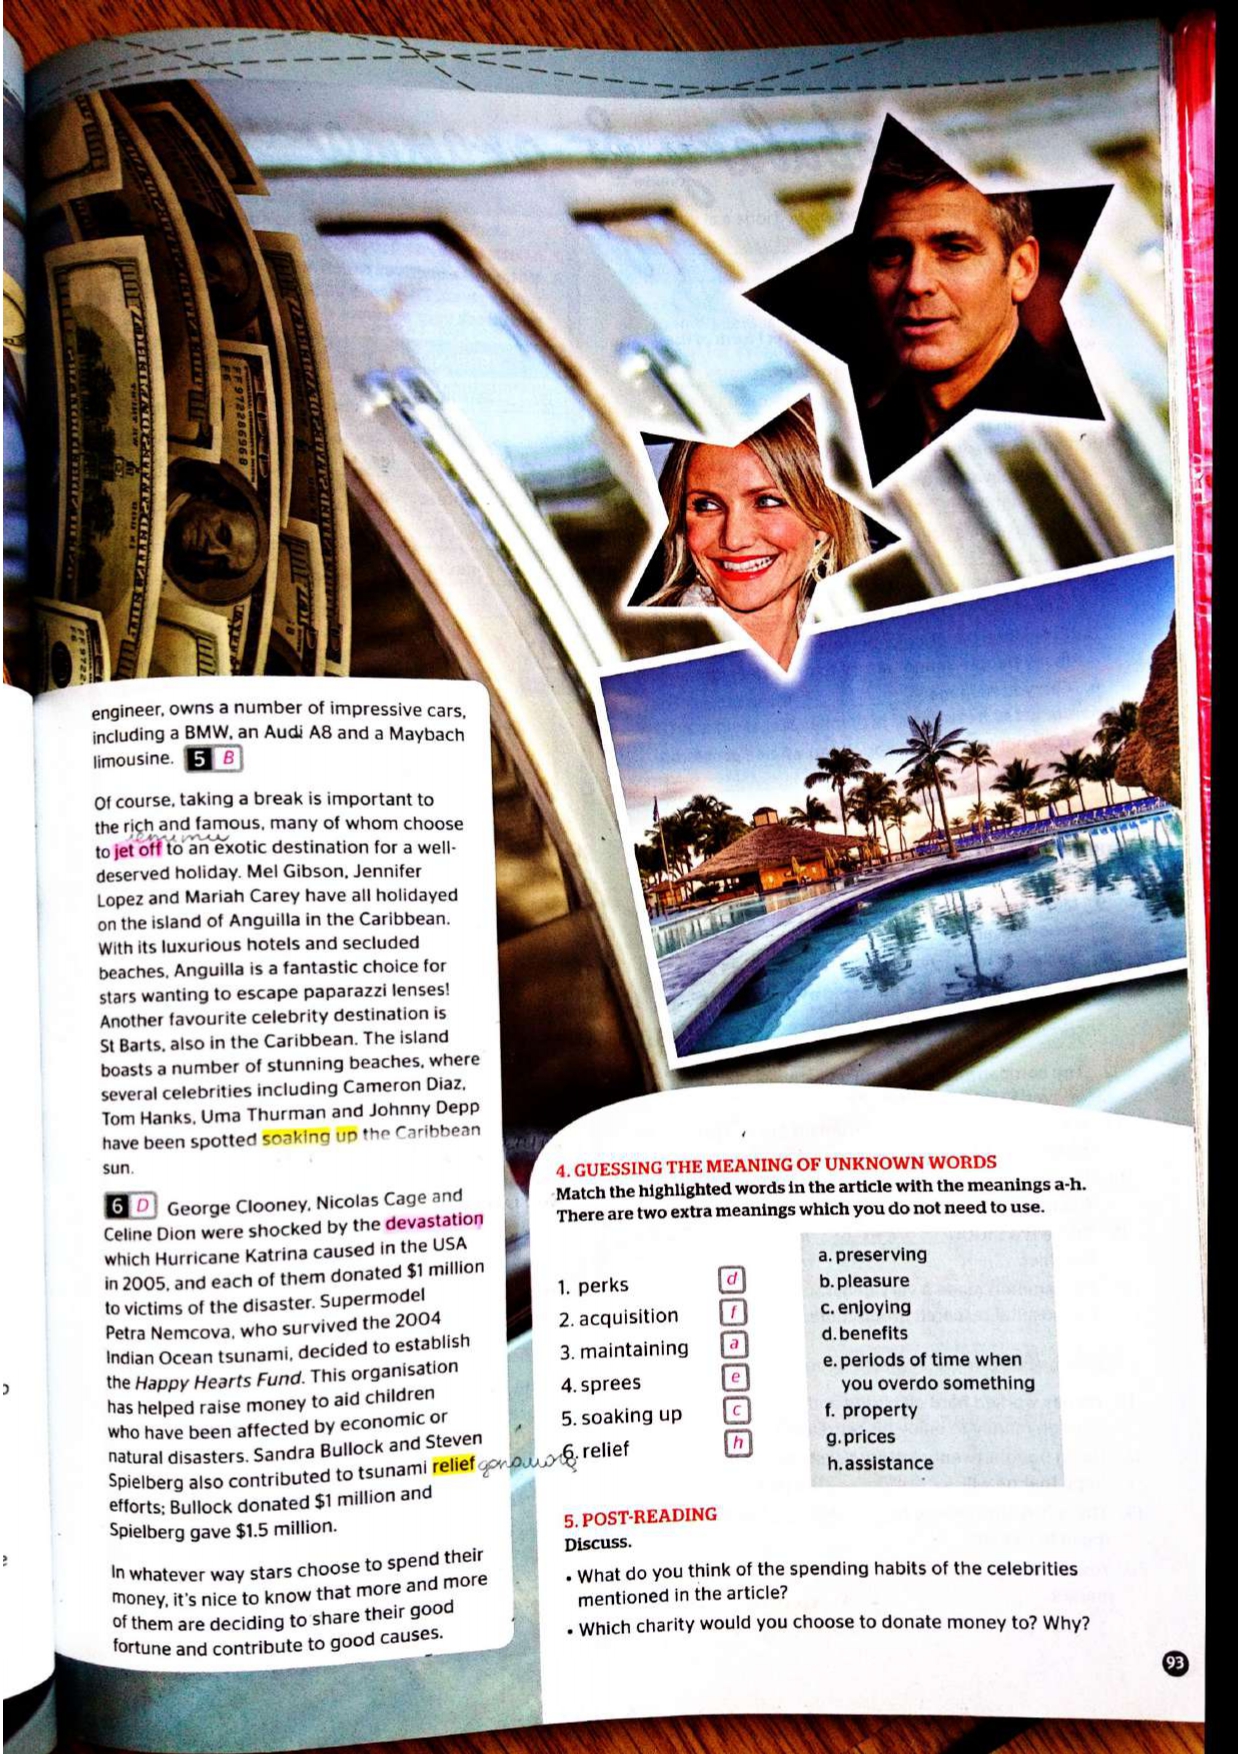 engineer, owns a number of impressive cars,
including a BMW, an Audi A8 and a Maybach
limousine. 5 B
Of course, taking a break is important to
the rich and famous, many of whom choose
to jet off to an exotic destination for a well-
deserved holiday. Mel Gibson, Jennifer
Lopez and Mariah Carey have all holidayed
on the island of Anguilla in the Caribbean.
With its luxurious hotels and secluded
beaches, Anguilla is a fantastic choice for
stars wanting to escape paparazzi lenses!
Another favourite celebrity destination is
St Barts, also in the Caribbean. The island
boasts a number of stunning beaches, where
several celebrities including Cameron Diaz,
Tom Hanks, Uma Thurman and Johnny Depp
have been spotted soaking up the Caribbean
sun.
6 D George Clooney, Nicolas Cage and
Celine Dion were shocked by the devastation
which Hurricane Katrina caused in the USA
in 2005, and each of them donated $1 million
to victims of the disaster. Supermodel
Petra Nemcova, who survived the 2004
Indian Ocean tsunami, decided to establish
the Happy Hearts Fund. This organisation
has helped raise money to aid children
who have been affected by economic or
natural disasters. Sandra Bullock and Steven
Spielberg also contributed to tsunami relief
efforts; Bullock donated $1 million and
Spielberg gave $1.5 million.
In whatever way stars choose to spend their
money, it's nice to know that more and more
of them are deciding to share their good
fortune and contribute to good causes.
4. GUESSING THE MEANING OF UNKNOWN WORDS
Match the highlighted words in the article with the meanings a-h.
There are two extra meanings which you do not need to use.
1. perks d
2. acquisition f
3. maintaining a
4. sprees e
5. soaking up c
6. relief h
a. preserving
b. pleasure
c. enjoying
d. benefits
e. periods of time when
you overdo something
f. property
g. prices
h. assistance
5. POST-READING
Discuss.
• What do you think of the spending habits of the celebrities
mentioned in the article?
• Which charity would you choose to donate money to? Why?
93